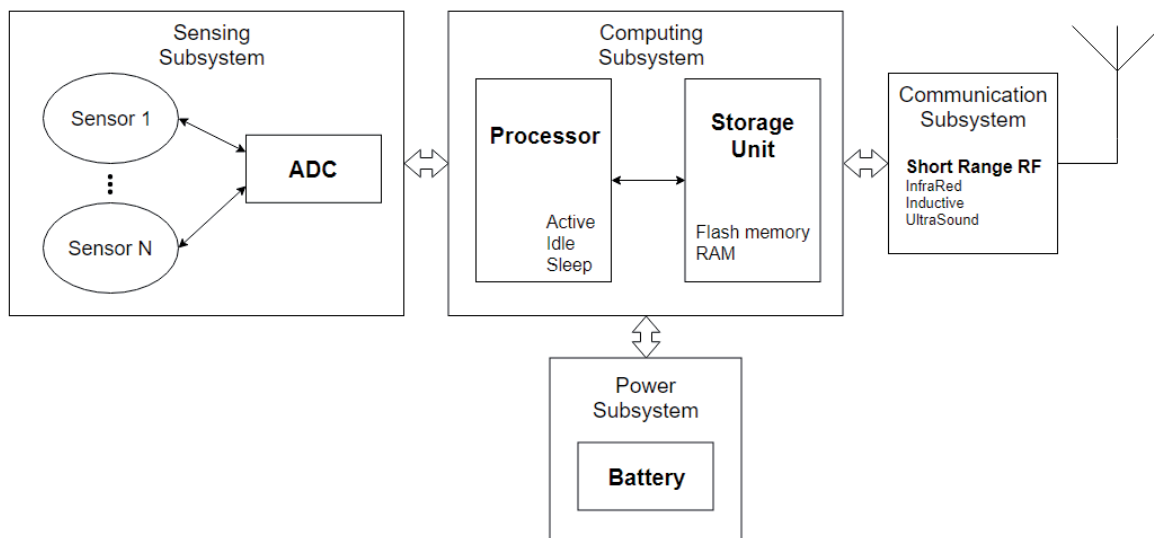 Sensing
Subsystem
Sensor 1
Sensor N
ADC
Computing
Subsystem
Processor
Active
Idle
Sleep
Storage
Unit
Flash memory
RAM
Communication
Subsystem
Short Range RF
InfraRed
Inductive
UltraSound
Power
Subsystem
Battery